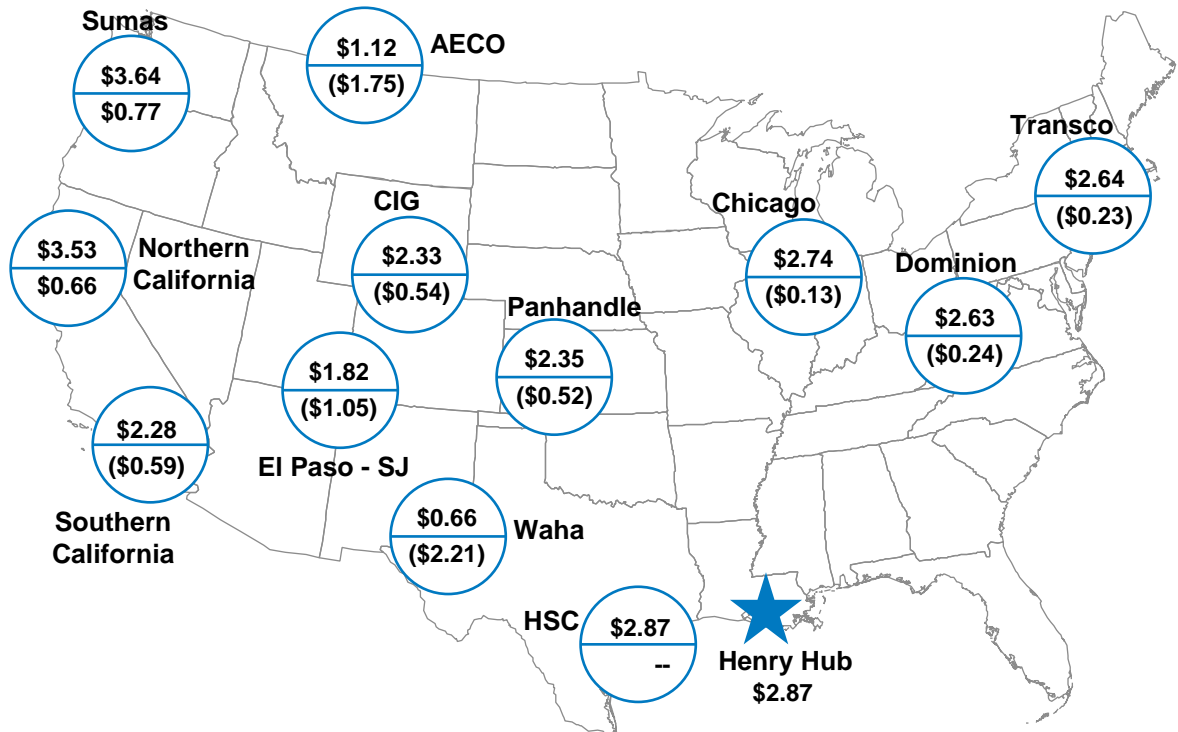 Sumas
$3.64
$0.77
$1.12
($1.75)
AECO
Transco
$2.64
($0.23)
CIG
$2.33
($0.54)
Chicago
$2.74
($0.13)
$3.53
$0.66
Northern
California
Dominion
$2.63
($0.24)
Panhandle
$2.35
($0.52)
$1.82
($1.05)
El Paso - SJ
$2.28
($0.59)
Southern
California
$0.66
($2.21)
Waha
HSC
$2.87
--
Henry Hub
$2.87